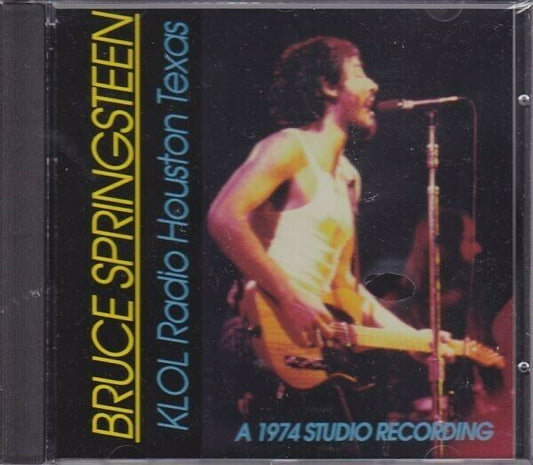 BRUCE SPRINGSTEEN
KLOL Radio Houston Texas
A 1974 STUDIO RECORDING